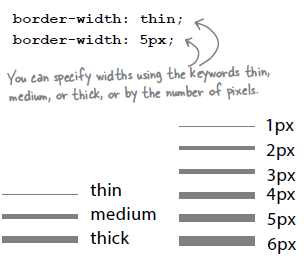 border-width: thin;
border-width: 5px;
You can specify widths using the keywords thin,
medium, or thick, or by the number of pixels.
thin
medium
thick
1px
2px
3px
4px
5px
6px